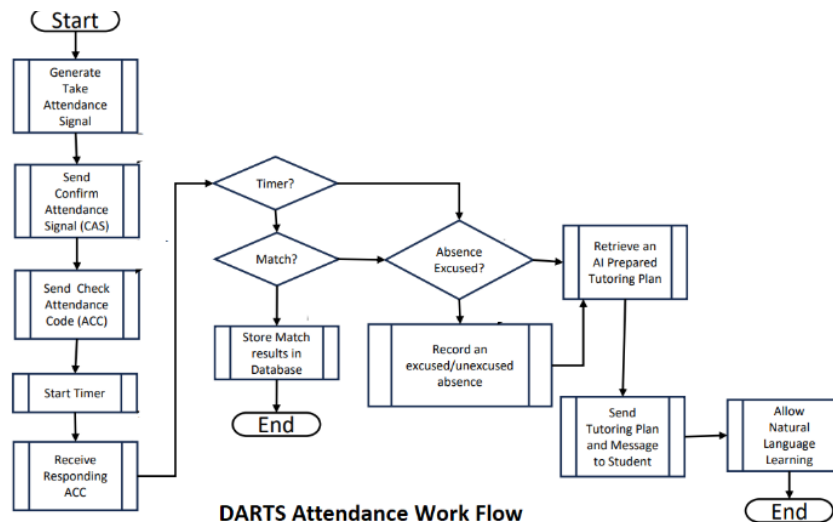 Start
Generate
Take
Attendance
Signal
Send
Confirm
Attendance
Signal (CAS)
Send Check
Attendance
Code (ACC)
Start Timer
Receive
Responding
ACC
Timer?
Match?
Store Match
results in
Database
End
Absence
Excused?
Record an
excused/unexcused
absence
Retrieve an
AI Prepared
Tutoring Plan
Send
Tutoring Plan
and Message
to Student
Allow
Natural
Language
Learning
End
DARTS Attendance Work Flow